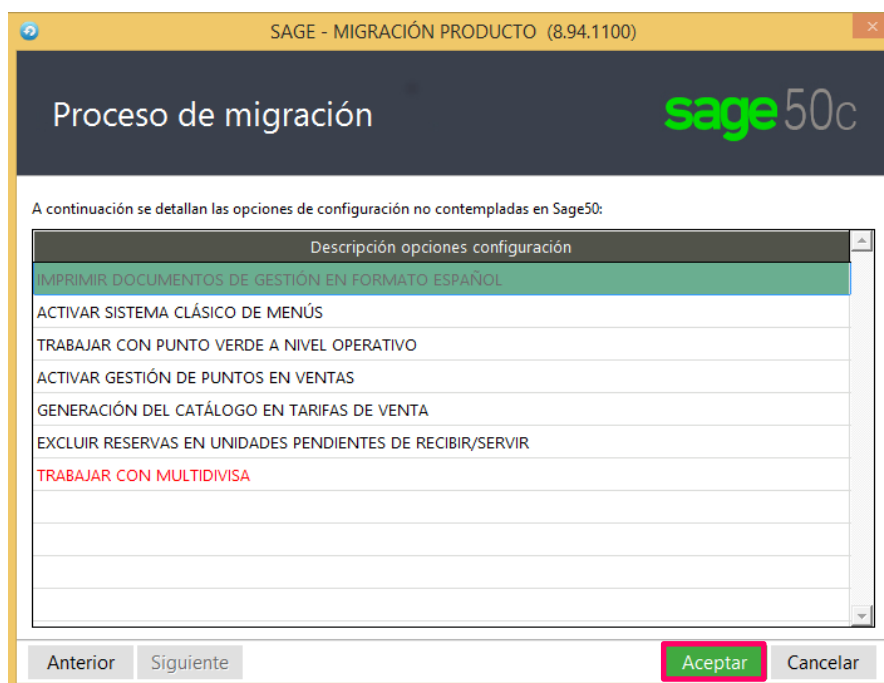 SAGE - MIGRACIÓN PRODUCTO (8.94.1100)
Proceso de migración
sage 50c
A continuación se detallan las opciones de configuración no contempladas en Sage50:
Descripción opciones configuración
IMPRIMIR DOCUMENTOS DE GESTIÓN EN FORMATO ESPAÑOL
ACTIVAR SISTEMA CLÁSICO DE MENÚS
TRABAJAR CON PUNTO VERDE A NIVEL OPERATIVO
ACTIVAR GESTIÓN DE PUNTOS EN VENTAS
GENERACIÓN DEL CATÁLOGO EN TARIFAS DE VENTA
EXCLUIR RESERVAS EN UNIDADES PENDIENTES DE RECIBIR/SERVIR
TRABAJAR CON MULTIDIVISA
Anterior Siguiente Aceptar Cancelar